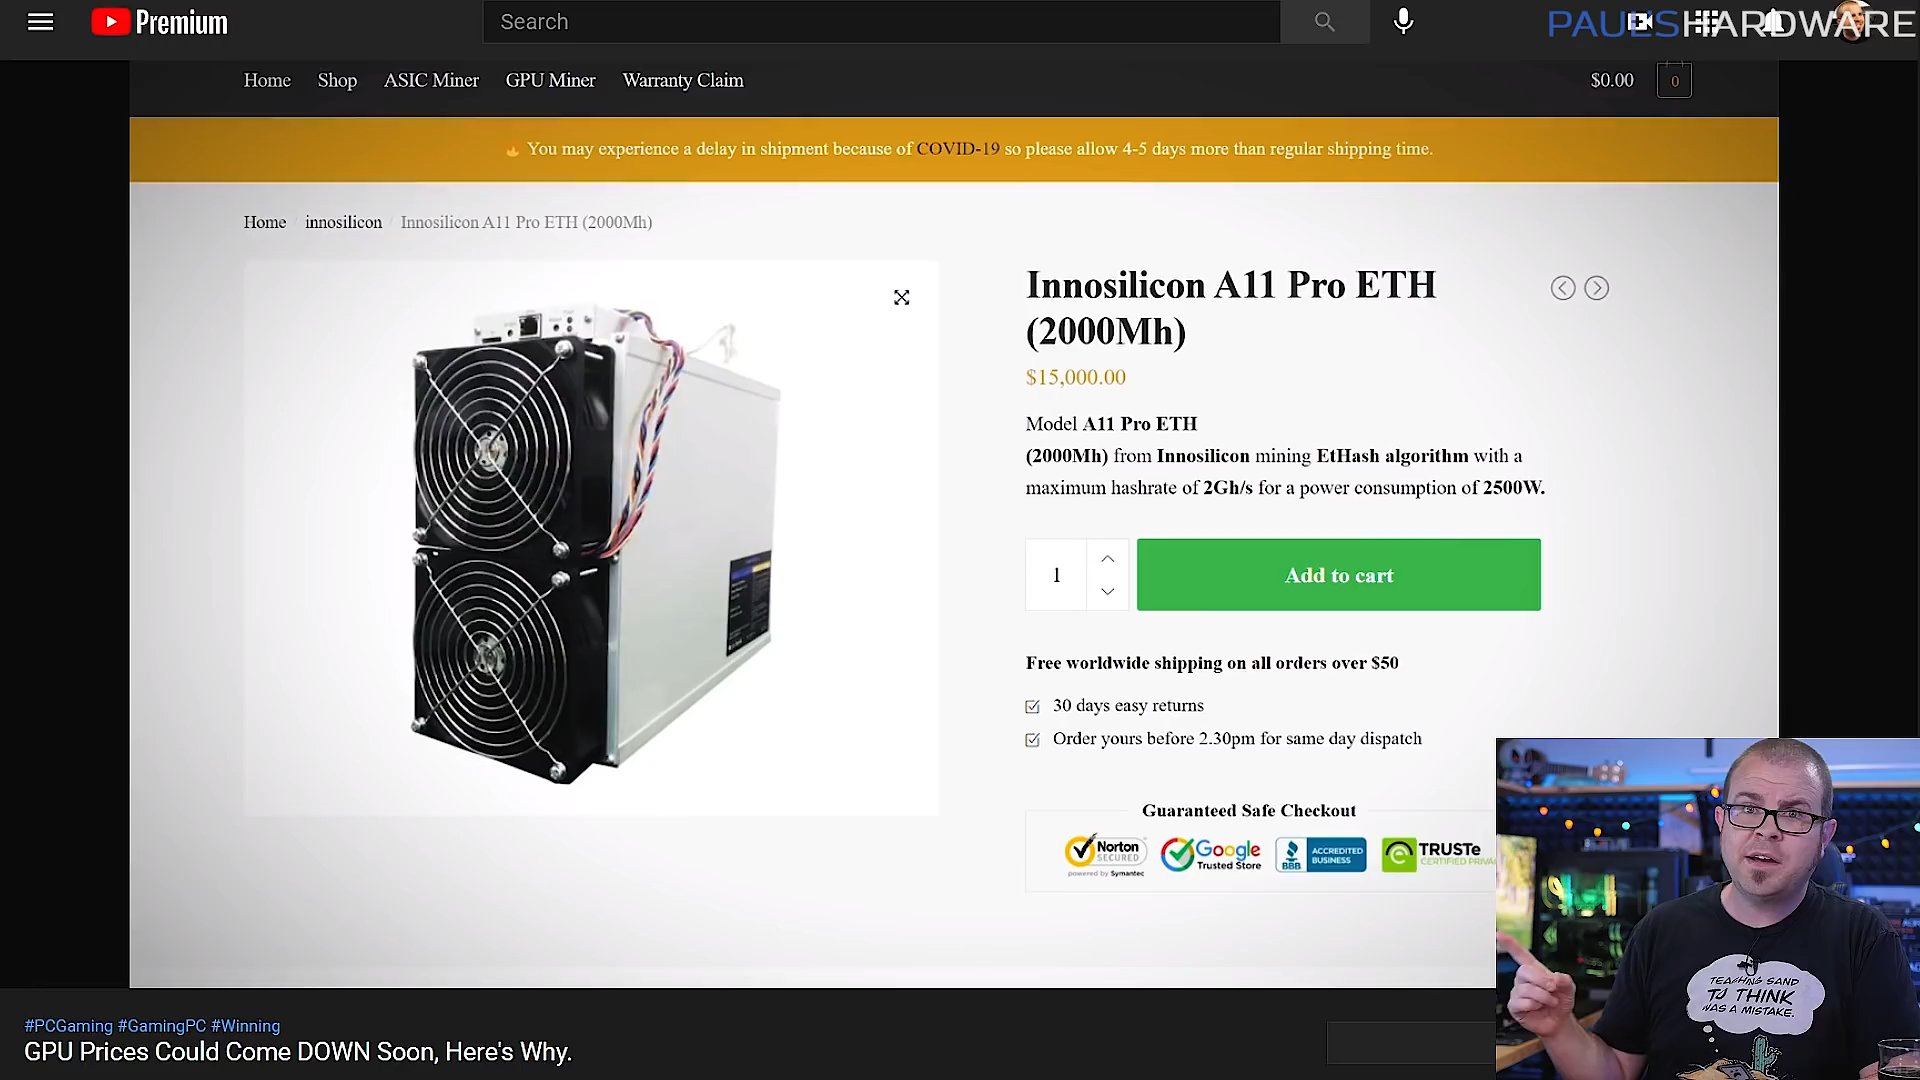 Premium
Search
PAUL'S HARDWARE
Home Shop ASIC Miner GPU Miner Warranty Claim
$0.00 0
You may experience a delay in shipment because of COVID-19 so please allow 4-5 days more than regular shipping time.
Home / innosilicon / Innosilicon A11 Pro ETH (2000Mh)
Innosilicon A11 Pro ETH
(2000Mh)
$15,000.00
Model A11 Pro ETH
(2000Mh) from Innosilicon mining EtHash algorithm with a
maximum hashrate of 2Gh/s for a power consumption of 2500W.
1
Add to cart
Free worldwide shipping on all orders over $50
30 days easy returns
Order yours before 2.30pm for same day dispatch
Guaranteed Safe Checkout
Norton
SECURED
powered by Symantec
Google
Trusted Store
BBB
ACCREDITED
BUSINESS
TRUSTe
CERTIFIED PRIVA
TEACHING SAND
TO THINK
WAS A MISTAKE.
#PCGaming #GamingPC #Winning
GPU Prices Could Come DOWN Soon, Here's Why.